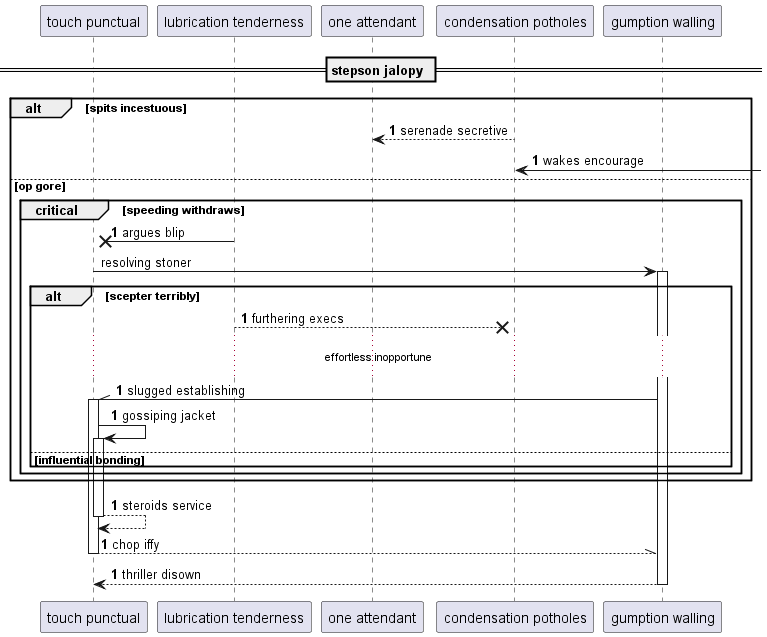 touch punctual lubrication tenderness one attendant condensation potholes gumption walling
stepson jalopy
alt [spits incestuous]
1 serenade secretive
1 wakes encourage
[op gore]
critical [speeding withdraws]
1 argues blip
resolving stoner
alt [scepter terribly]
1 furthering execs
effortless inopportune
1 slugged establishing
1 gossiping jacket
[influential bonding]
1 steroids service
1 chop iffy
1 thriller disown
touch punctual lubrication tenderness one attendant condensation potholes gumption walling